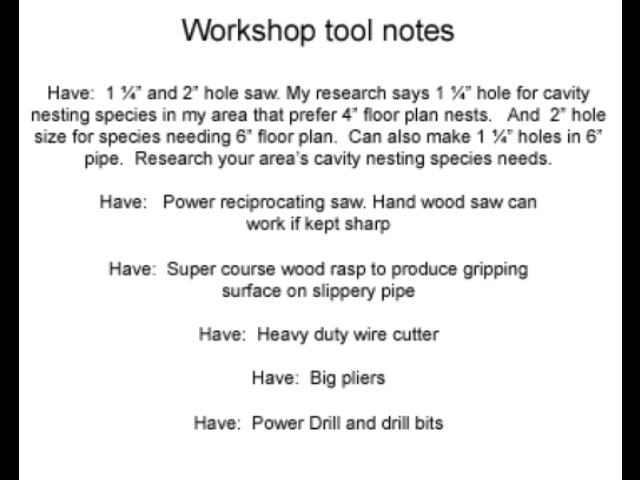 Workshop tool notes
Have: 1 ¼” and 2” hole saw. My research says 1 ¼” hole for cavity
nesting species in my area that prefer 4” floor plan nests. And 2” hole
size for species needing 6” floor plan. Can also make 1 ¼” holes in 6”
pipe. Research your area’s cavity nesting species needs.
Have: Power reciprocating saw. Hand wood saw can
work if kept sharp
Have: Super course wood rasp to produce gripping
surface on slippery pipe
Have: Heavy duty wire cutter
Have: Big pliers
Have: Power Drill and drill bits